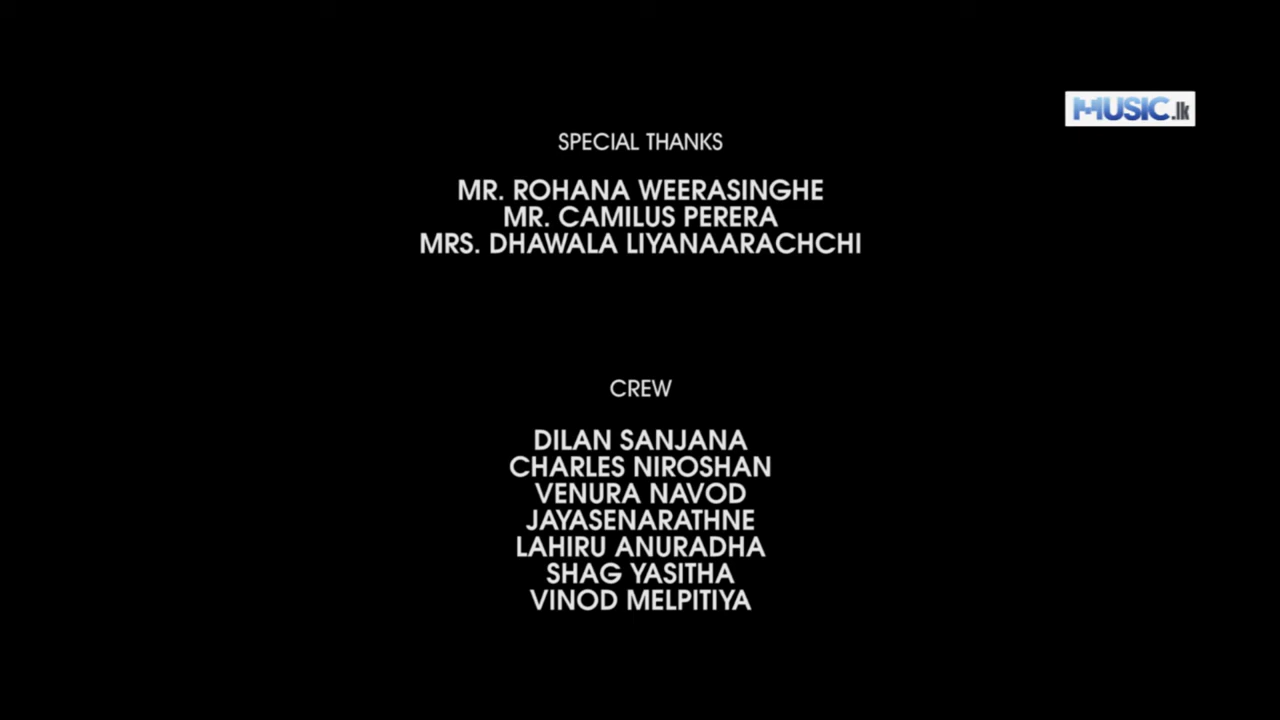 MUSIC.lk
SPECIAL THANKS
MR. ROHANA WEERASINGHE
MR. CAMILUS PERERA
MRS. DHAWALA LIYANAARACHCHI
CREW
DILAN SANJANA
CHARLES NIROSHAN
VENURA NAVOD
JAYASENARATHNE
LAHIRU ANURADHA
SHAG YASITHA
VINOD MELPITIYA